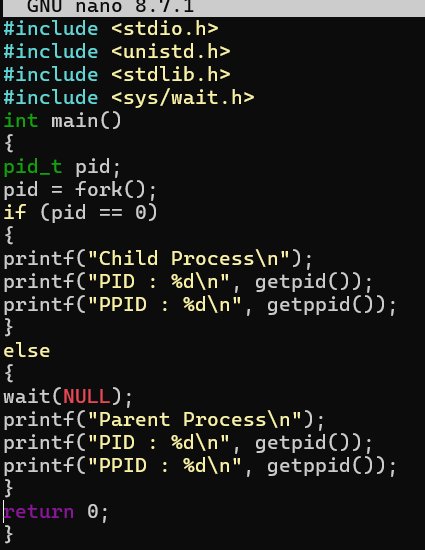 GNU nano 8.7.1
#include <stdio.h>
#include <unistd.h>
#include <stdlib.h>
#include <sys/wait.h>
int main()
{
pid_t pid;
pid = fork();
if (pid == 0)
{
printf("Child Process\n");
printf("PID : %d\n", getpid());
printf("PPID : %d\n", getppid());
}
else
{
wait(NULL);
printf("Parent Process\n");
printf("PID : %d\n", getpid());
printf("PPID : %d\n", getppid());
}
return 0;
}